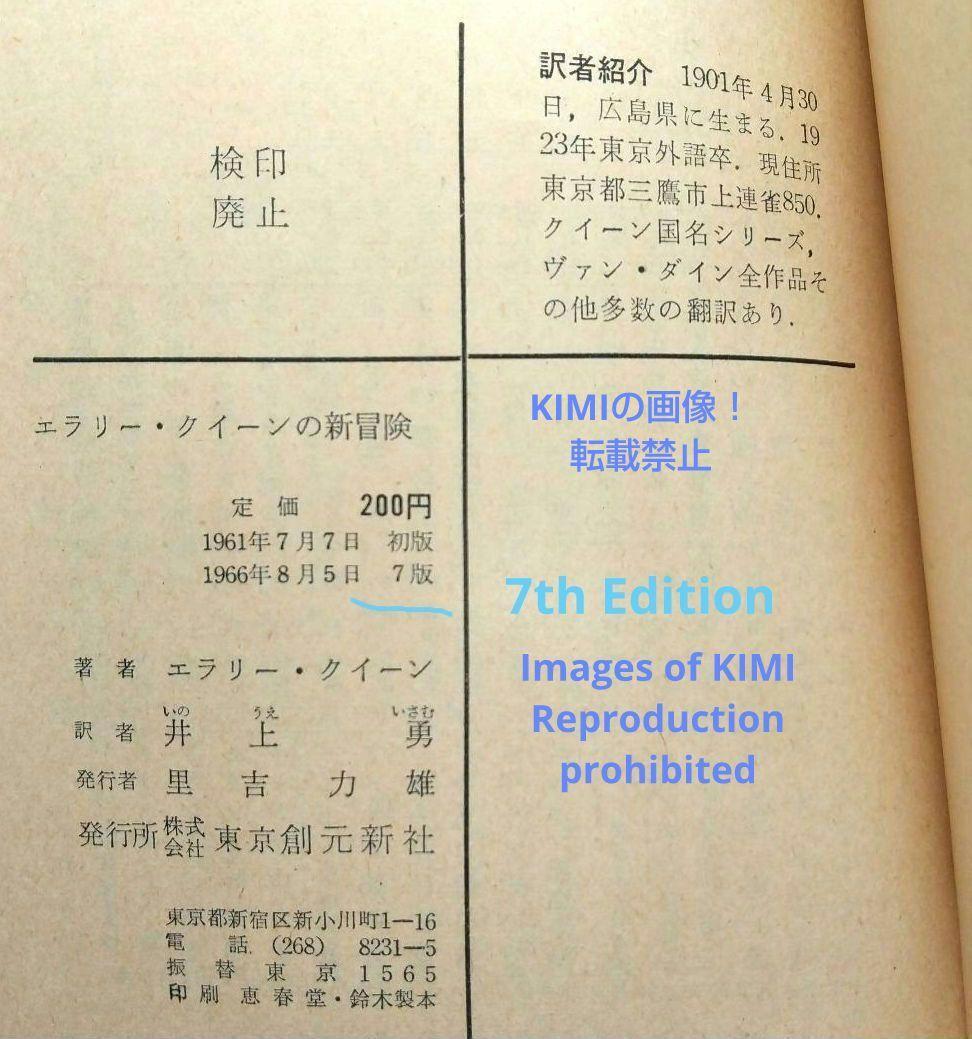 検印
廃止
訳者紹介 1901年4月30
日，広島県に生まる．19
23年東京外語卒．現住所
東京都三鷹市上連雀850．
クイーン国名シリーズ，
ヴァン・ダイン全作品そ
の他多数の翻訳あり．
エラリー・クイーンの新冒険
定価 200円
1961年7月7日 初版
1966年8月5日 7版
著者 エラリー・クイーン
いの うえ いさむ
訳者 井上勇
発行者 里吉力雄
発行所 株式会社 東京創元新社
東京都新宿区新小川町1—16
電話.(268) 8231—5
振替東京1565
印刷 恵春堂・鈴木製本
KIMIの画像！
転載禁止
7th Edition
Images of KIMI
Reproduction
prohibited